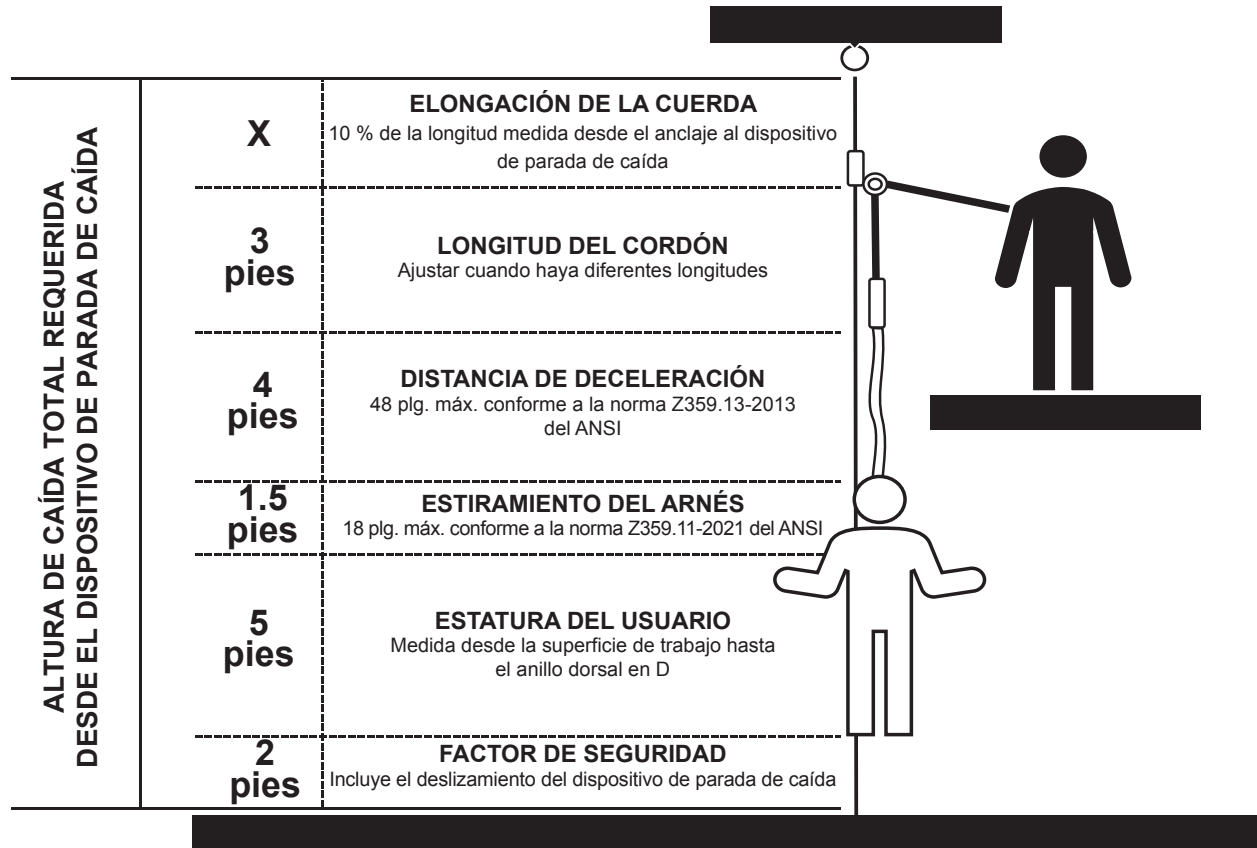 ALTURA DE CAÍDA TOTAL REQUERIDA
DESDE EL DISPOSITIVO DE PARADA DE CAÍDA
X
ELONGACIÓN DE LA CUERDA
10 % de la longitud medida desde el anclaje al dispositivo
de parada de caída
3
pies
LONGITUD DEL CORDÓN
Ajustar cuando haya diferentes longitudes
4
pies
DISTANCIA DE DECELERACIÓN
48 plg. máx. conforme a la norma Z359.13-2013
del ANSI
1.5
pies
ESTIRAMIENTO DEL ARNÉS
18 plg. máx. conforme a la norma Z359.11-2021 del ANSI
5
pies
ESTATURA DEL USUARIO
Medida desde la superficie de trabajo hasta
el anillo dorsal en D
2
pies
FACTOR DE SEGURIDAD
Incluye el deslizamiento del dispositivo de parada de caída